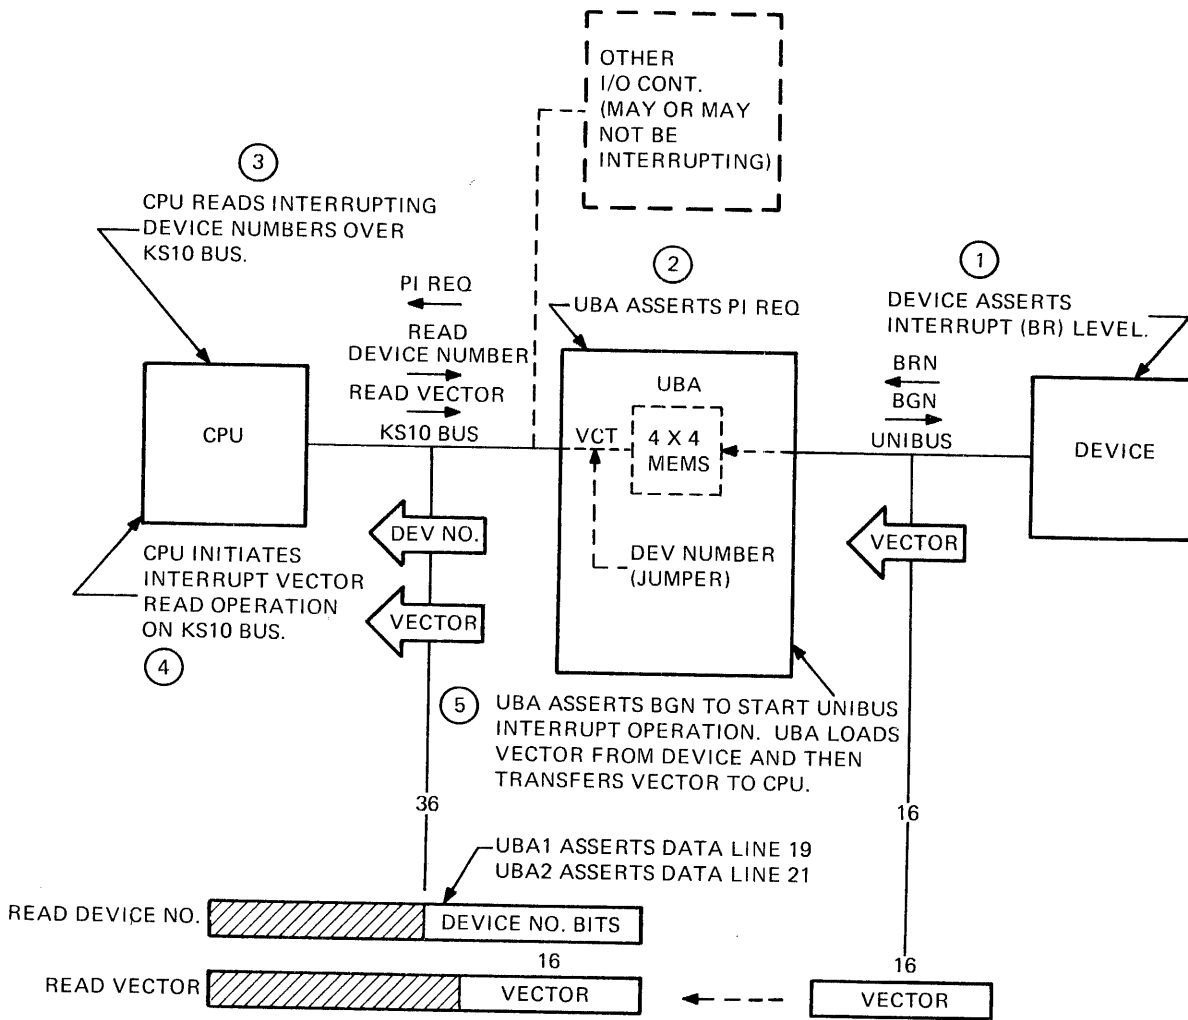 OTHER
I/O CONT.
(MAY OR MAY
NOT BE
INTERRUPTING)
3
CPU READS INTERRUPTING
DEVICE NUMBERS OVER
KS10 BUS.
2
UBA ASSERTS PI REQ
1
DEVICE ASSERTS
INTERRUPT (BR) LEVEL.
PI REQ
READ
DEVICE NUMBER
READ VECTOR
KS10 BUS
CPU
UBA
VCT
4 X 4
MEMS
DEV NUMBER
(JUMPER)
BRN
BGN
UNIBUS
DEVICE
DEV NO.
VECTOR
VECTOR
CPU INITIATES
INTERRUPT VECTOR
READ OPERATION
ON KS10 BUS.
4
5
UBA ASSERTS BGN TO START UNIBUS
INTERRUPT OPERATION. UBA LOADS
VECTOR FROM DEVICE AND THEN
TRANSFERS VECTOR TO CPU.
36
16
UBA1 ASSERTS DATA LINE 19
UBA2 ASSERTS DATA LINE 21
READ DEVICE NO.
DEVICE NO. BITS
16
16
READ VECTOR
VECTOR
VECTOR